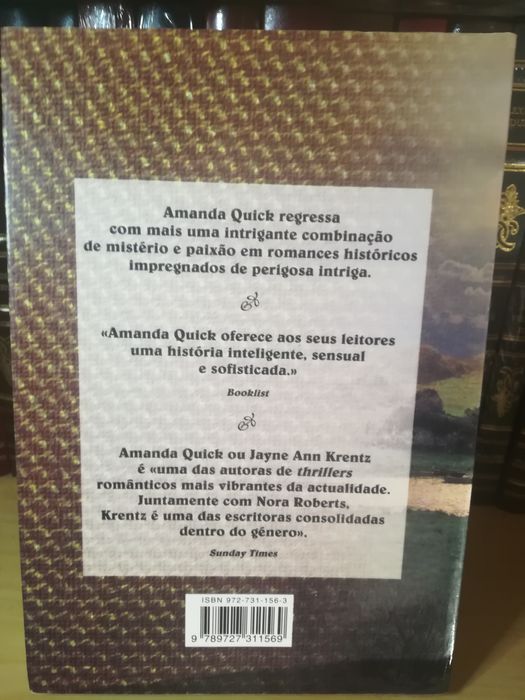 Amanda Quick regressa
com mais uma intrigante combinação
de mistério e paixão em romances históricos
impregnados de perigosa intriga.
«Amanda Quick oferece aos seus leitores
uma história inteligente, sensual
e sofisticada.»
Booklist
Amanda Quick ou Jayne Ann Krentz
é «uma das autoras de thrillers
românticos mais vibrantes da actualidade.
Juntamente com Nora Roberts,
Krentz é uma das escritoras consolidadas
dentro do género».
Sunday Times
ISBN 972-731-156-3
9 789727 311569